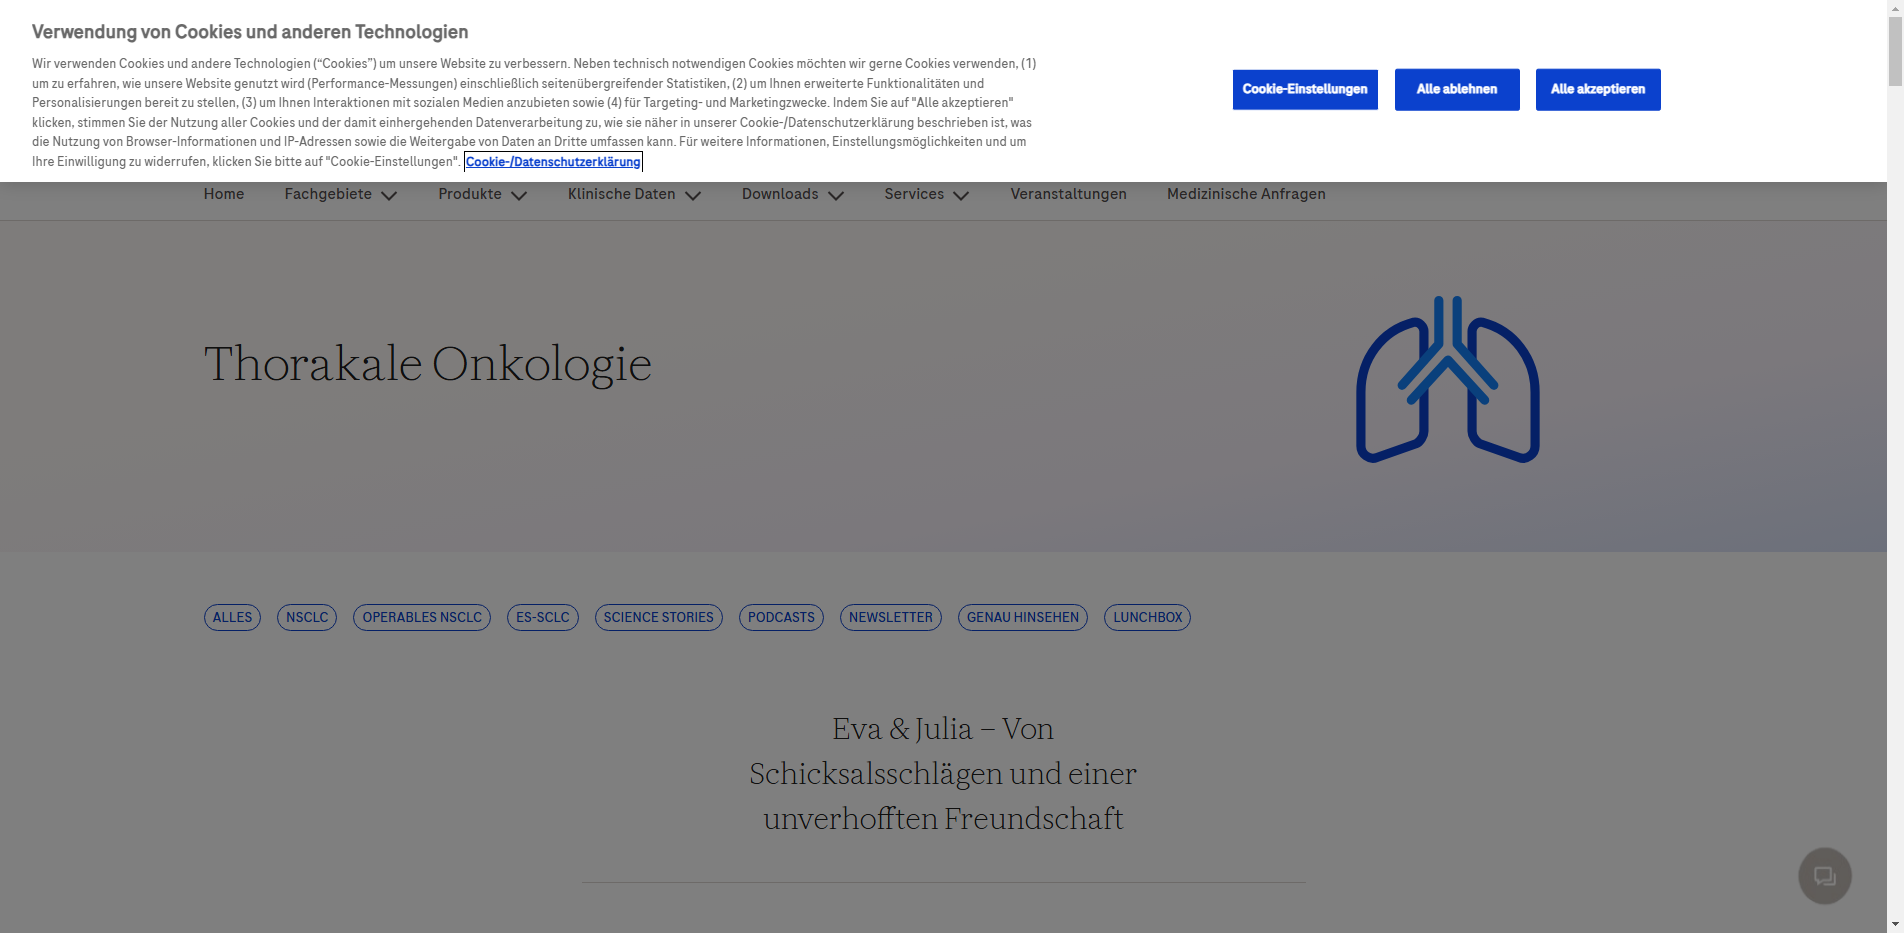 Verwendung von Cookies und anderen Technologien
Wir verwenden Cookies und andere Technologien (“Cookies”) um unsere Website zu verbessern. Neben technisch notwendigen Cookies möchten wir gerne Cookies verwenden, (1)
um zu erfahren, wie unsere Website genutzt wird (Performance-Messungen) einschließlich seitenübergreifender Statistiken, (2) um Ihnen erweiterte Funktionalitäten und
Personalisierungen bereit zu stellen, (3) um Ihnen Interaktionen mit sozialen Medien anzubieten sowie (4) für Targeting- und Marketingzwecke. Indem Sie auf "Alle akzeptieren"
klicken, stimmen Sie der Nutzung aller Cookies und der damit einhergehenden Datenverarbeitung zu, wie sie näher in unserer Cookie-/Datenschutzerklärung beschrieben ist, was
die Nutzung von Browser-Informationen und IP-Adressen sowie die Weitergabe von Daten an Dritte umfassen kann. Für weitere Informationen, Einstellungsmöglichkeiten und um
Ihre Einwilligung zu widerrufen, klicken Sie bitte auf "Cookie-Einstellungen". Cookie-/Datenschutzerklärung
Cookie-Einstellungen Alle ablehnen Alle akzeptieren
Home Fachgebiete Produkte Klinische Daten Downloads Services Veranstaltungen Medizinische Anfragen
Thorakale Onkologie
ALLES NSCLC OPERABLES NSCLC ES-SCLC SCIENCE STORIES PODCASTS NEWSLETTER GENAU HINSEHEN LUNCHBOX
Eva & Julia – Von
Schicksalsschlägen und einer
unverhofften Freundschaft